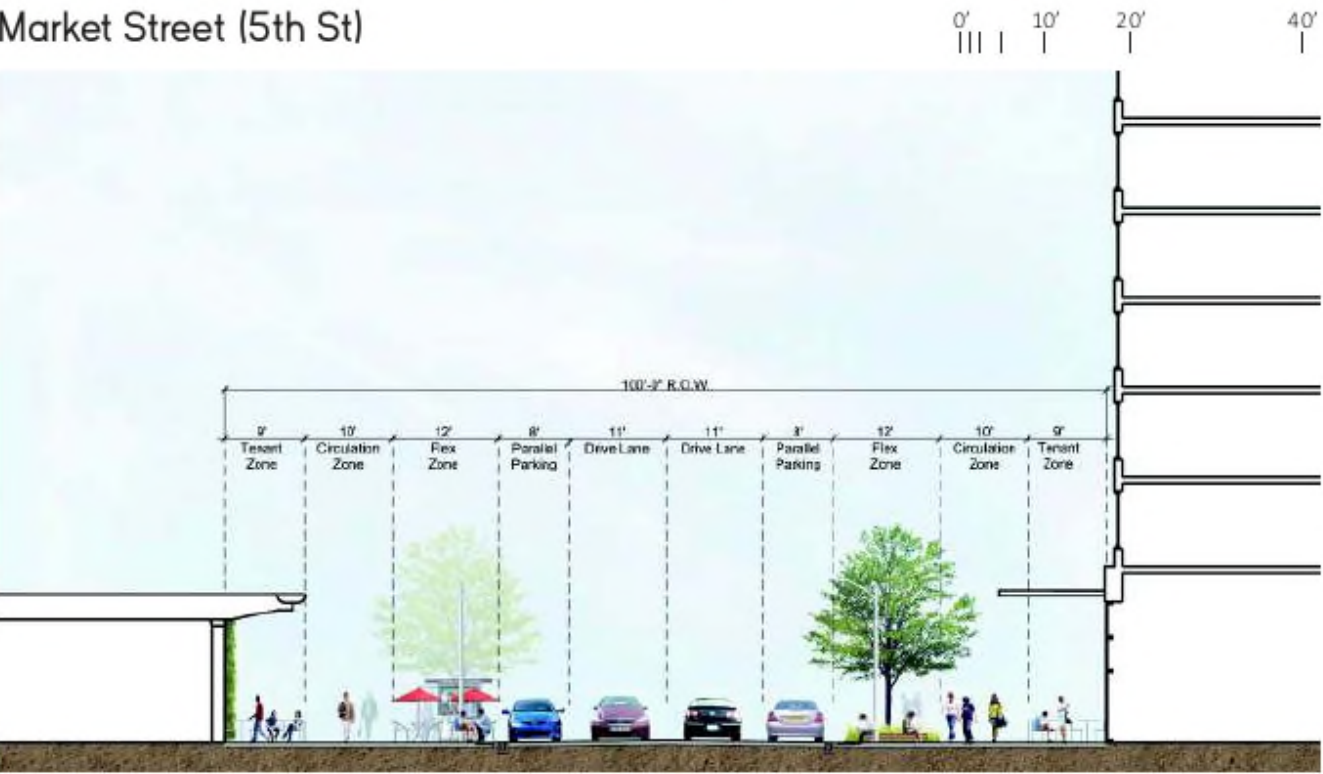 Market Street (5th St)
0' 10' 20' 40'
100'-0" R.O.W.
9' 10' 12' 8' 11' 11' 8' 12' 10' 9'
Tenant Circulation Flex Parallel Drive Lane Drive Lane Parallel Flex Circulation Tenant
Zone Zone Zone Parking Parking Zone Zone Zone